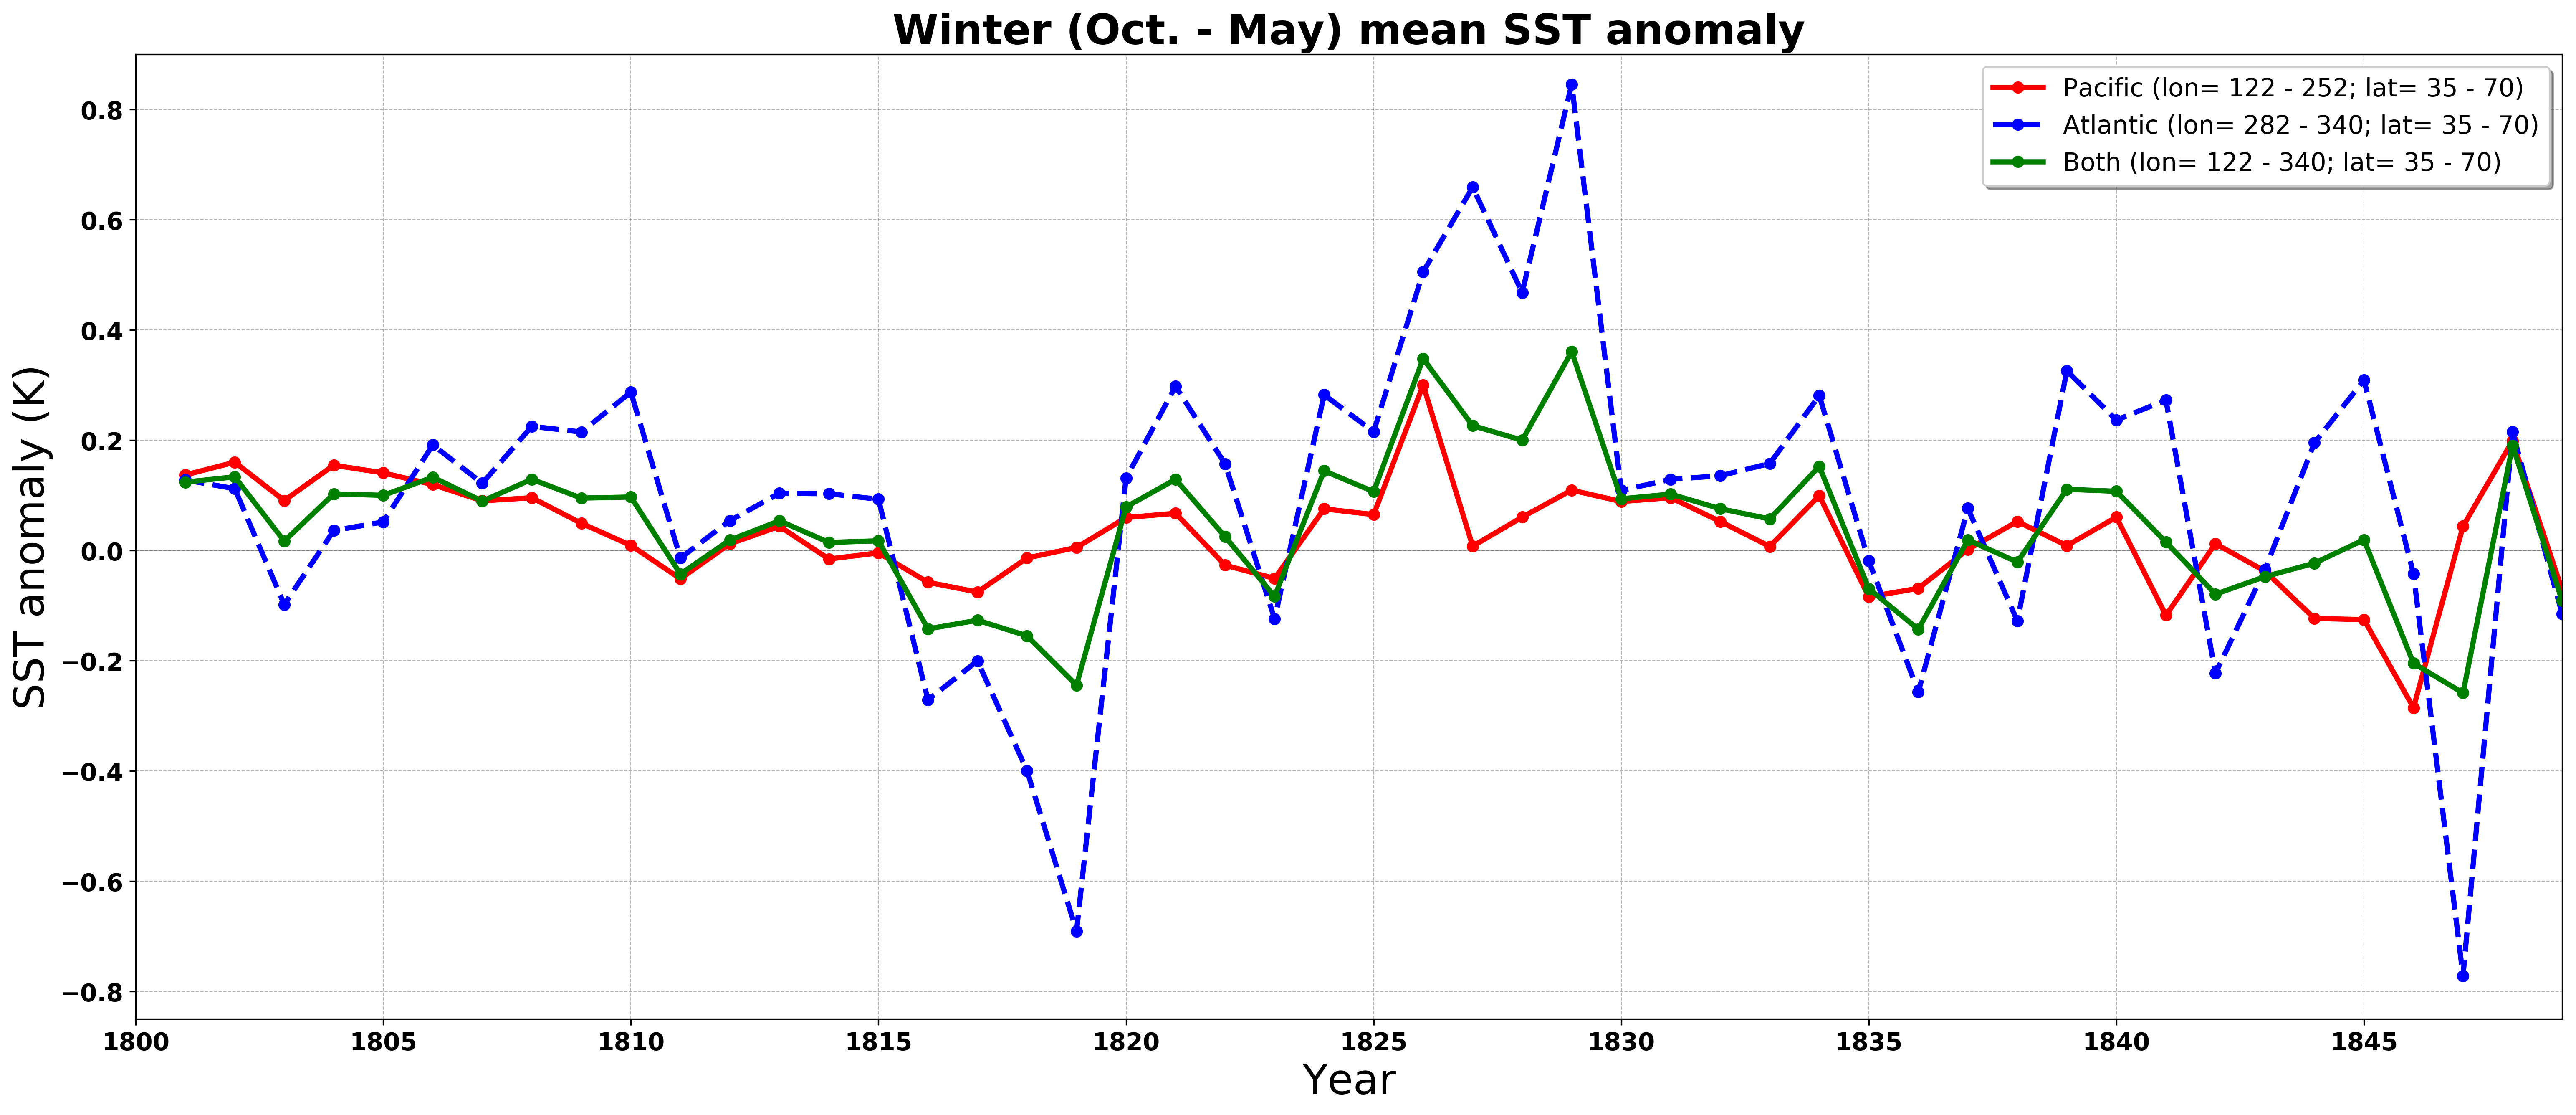 Winter (Oct. - May) mean SST anomaly
Pacific (lon= 122 - 252; lat= 35 - 70)
Atlantic (lon= 282 - 340; lat= 35 - 70)
Both (lon= 122 - 340; lat= 35 - 70)
SST anomaly (K)
0.8
0.6
0.4
0.2
0.0
−0.2
−0.4
−0.6
−0.8
1800 1805 1810 1815 1820 1825 1830 1835 1840 1845
Year